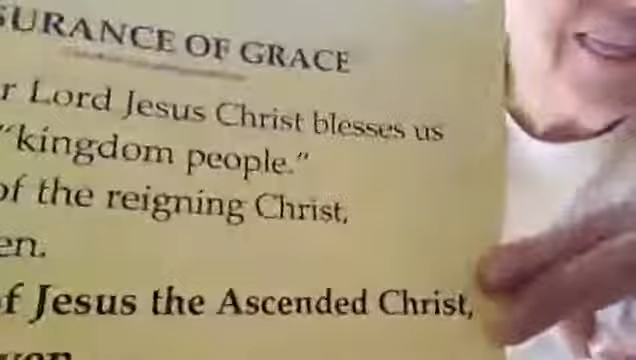 SURANCE OF GRACE
r Lord Jesus Christ blesses us
"kingdom people."
of the reigning Christ,
en.
f Jesus the Ascended Christ,